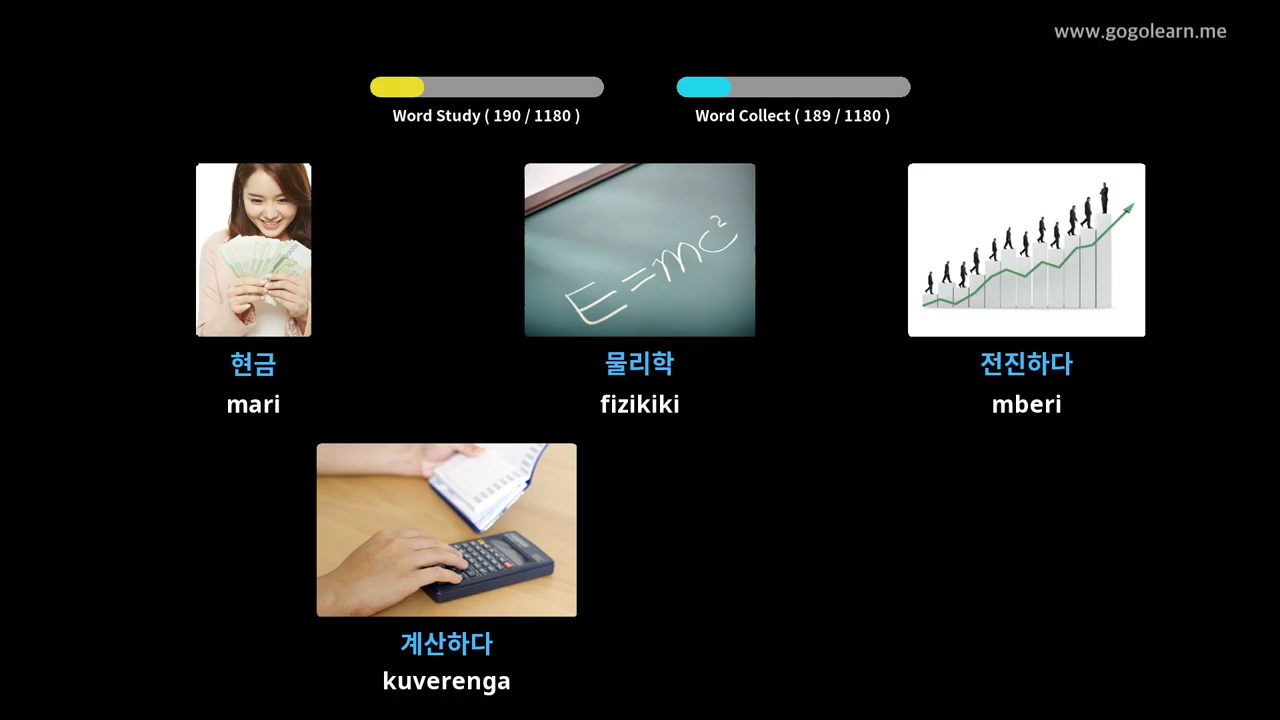 www.gogolearn.me
Word Study ( 190 / 1180 )
Word Collect ( 189 / 1180 )
E=mc²
현금
mari
물리학
fizikiki
전진하다
mberi
계산하다
kuverenga